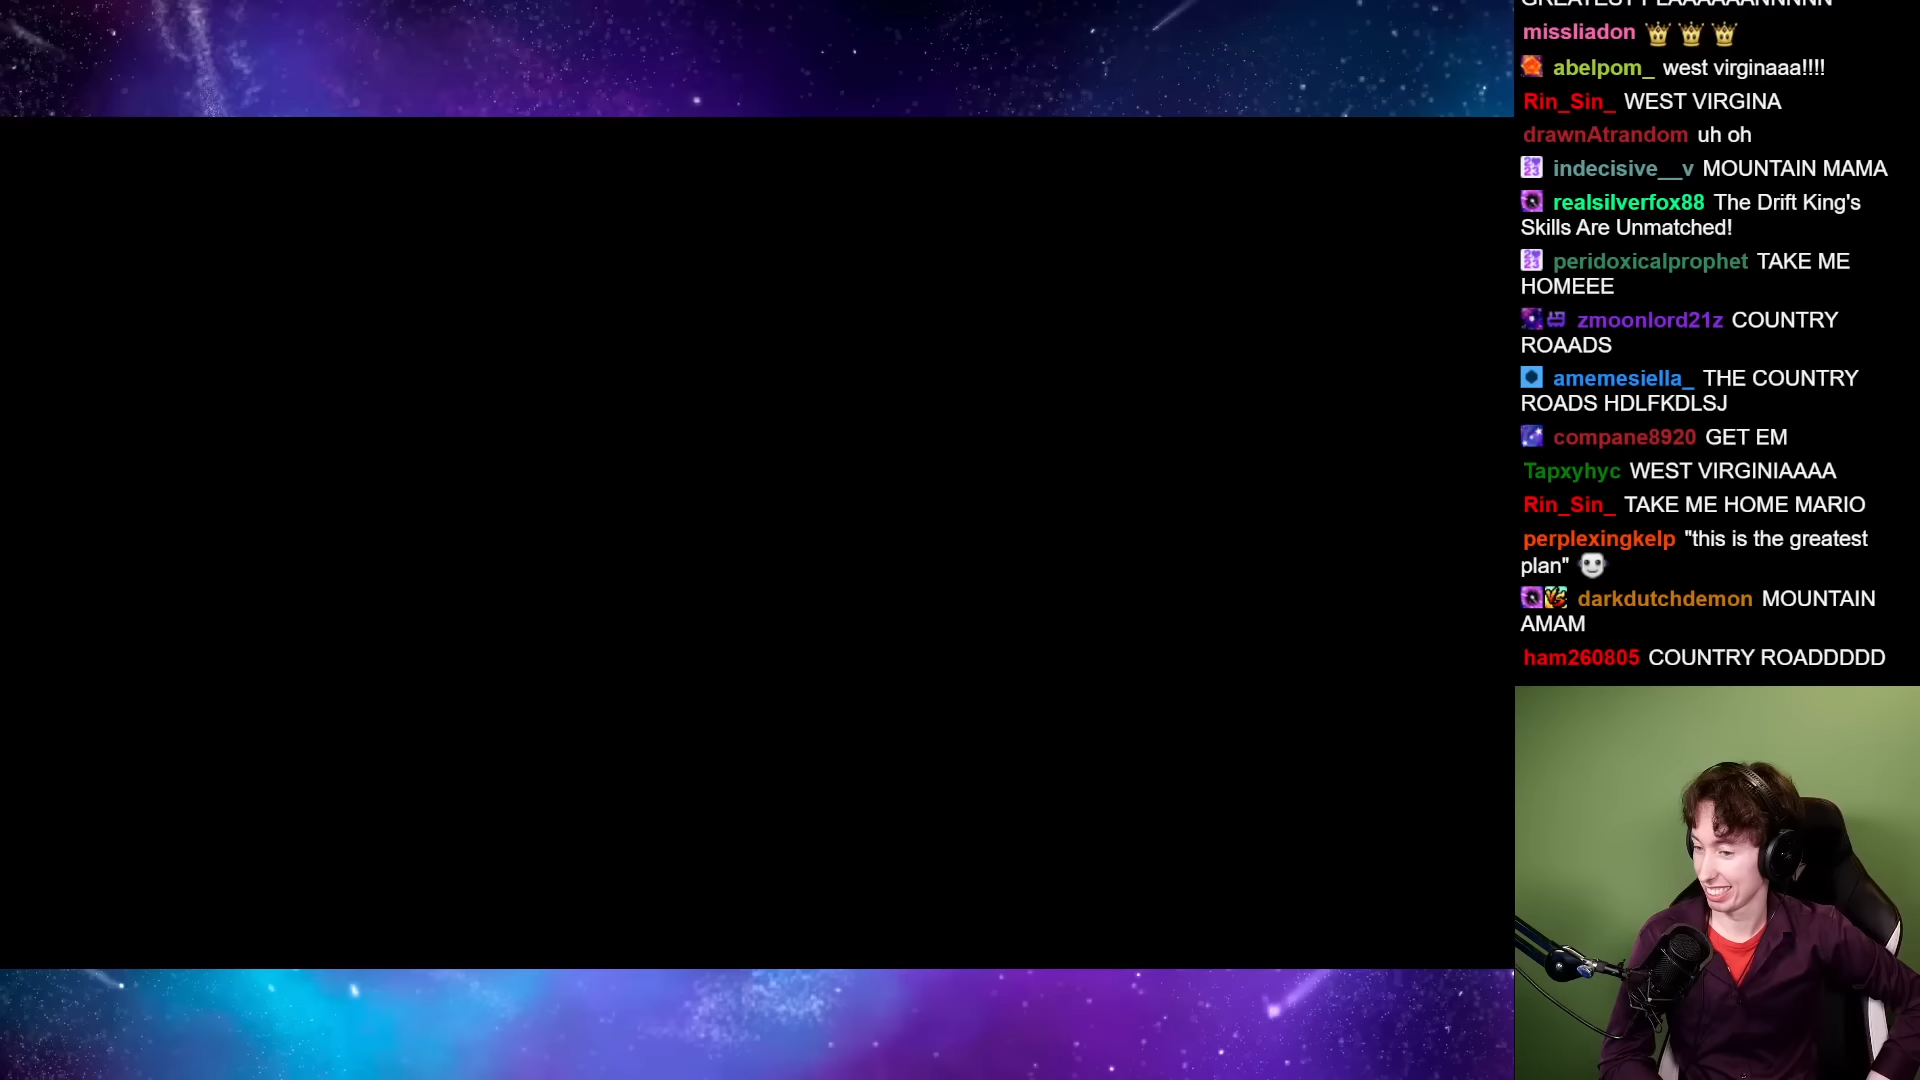 GREATEST PLAAAAAANNNNN
missliadon
abelpom_ west virginaaa!!!!
Rin_Sin_ WEST VIRGINA
drawnAtrandom uh oh
indecisive__v MOUNTAIN MAMA
realsilverfox88 The Drift King's
Skills Are Unmatched!
peridoxicalprophet TAKE ME
HOMEEE
zmoonlord21z COUNTRY
ROAADS
amemesiella_ THE COUNTRY
ROADS HDLFKDLSJ
compane8920 GET EM
Tapxyhyc WEST VIRGINIAAAA
Rin_Sin_ TAKE ME HOME MARIO
perplexingkelp "this is the greatest
plan"
darkdutchdemon MOUNTAIN
AMAM
ham260805 COUNTRY ROADDDDD